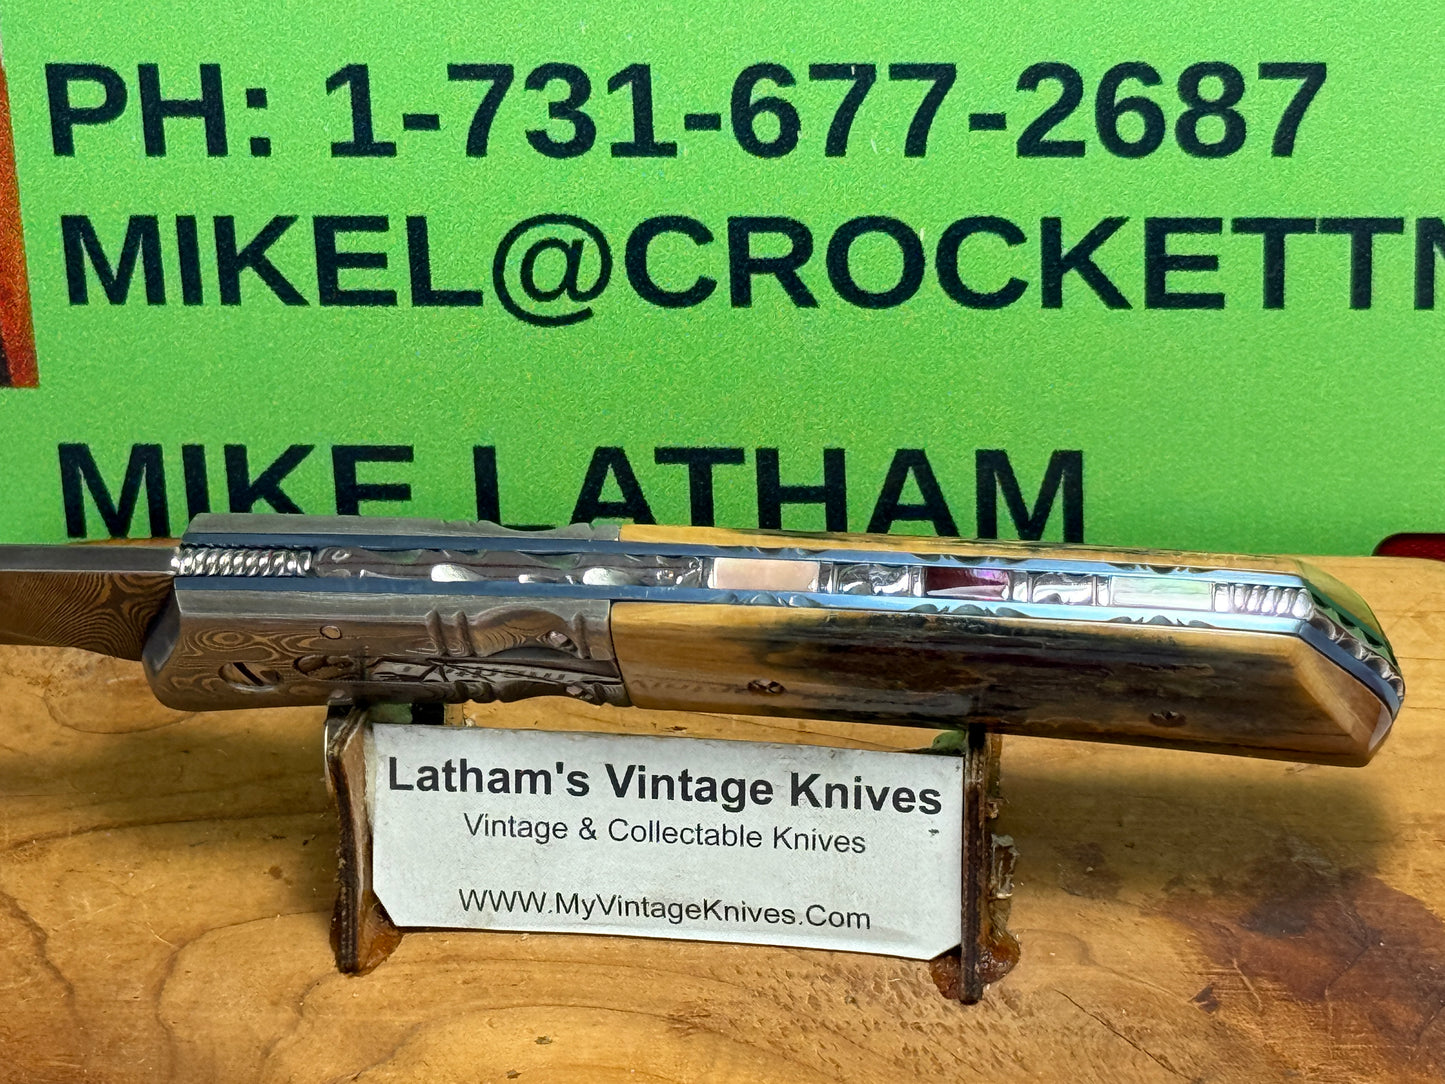 PH: 1-731-677-2687
MIKEL@CROCKETTN
MIKE LATHAM
Latham's Vintage Knives
Vintage & Collectable Knives
WWW.MyVintageKnives.Com